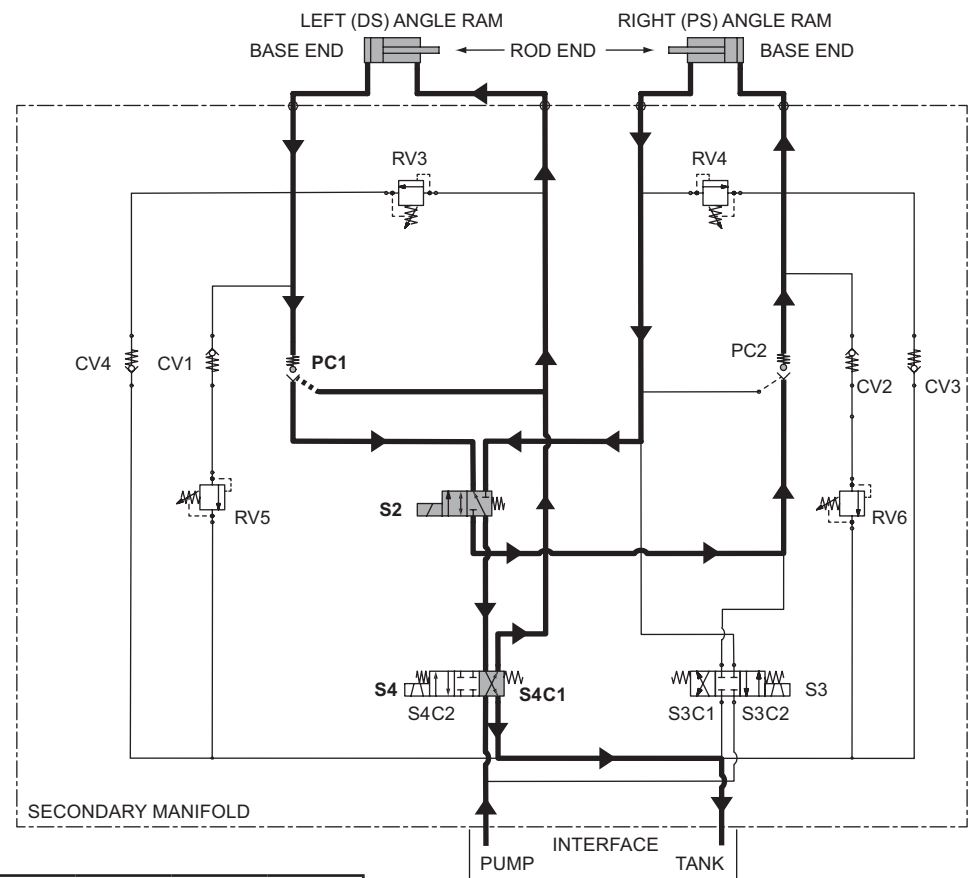 LEFT (DS) ANGLE RAM
RIGHT (PS) ANGLE RAM
BASE END
ROD END
BASE END
RV3
RV4
CV4
CV1
PC1
PC2
CV2
CV3
S2
RV5
RV6
S4
S4C1
S3
S4C2
S3C1
S3C2
SECONDARY MANIFOLD
INTERFACE
PUMP
TANK